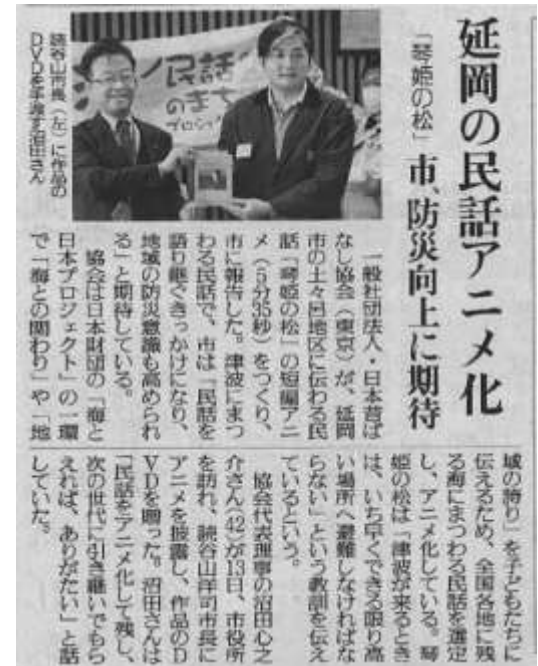 延岡の民話アニメ化
「琴姫の松」市、防災向上に期待
民話
のき
プロジ
読谷山市長(左)に作品の
DVDを手渡す沼田さん
一般社団法人・日本昔ば
なし協会(東京)が、延岡
市の土々呂地区に伝わる民
話「琴姫の松」の短編アニ
メ(5分35秒)をつくり、
市に報告した。津波にまつ
わる民話で、市は「民話を
語り継ぐきっかけになり、
地域の防災意識も高められ
る」と期待している。
協会は日本財団の「海と
日本プロジェクト」の一環
で「海との関わり」や「地
域の誇り」を子どもたちに
伝えるため、全国各地に残
る海にまつわる民話を選定
し、アニメ化している。琴
姫の松は「津波が来るとき
は、いち早くできる限り高
い場所へ避難しなければな
らない」という教訓を伝え
ているという。
協会代表理事の沼田心之
介さん(42)が13日、市役所
を訪れ、読谷山洋司市長に
アニメを披露し、作品のD
VDを贈った。沼田さんは
「民話をアニメ化して残し、
次の世代に引き継いでもら
えれば、ありがたい」と話
していた。